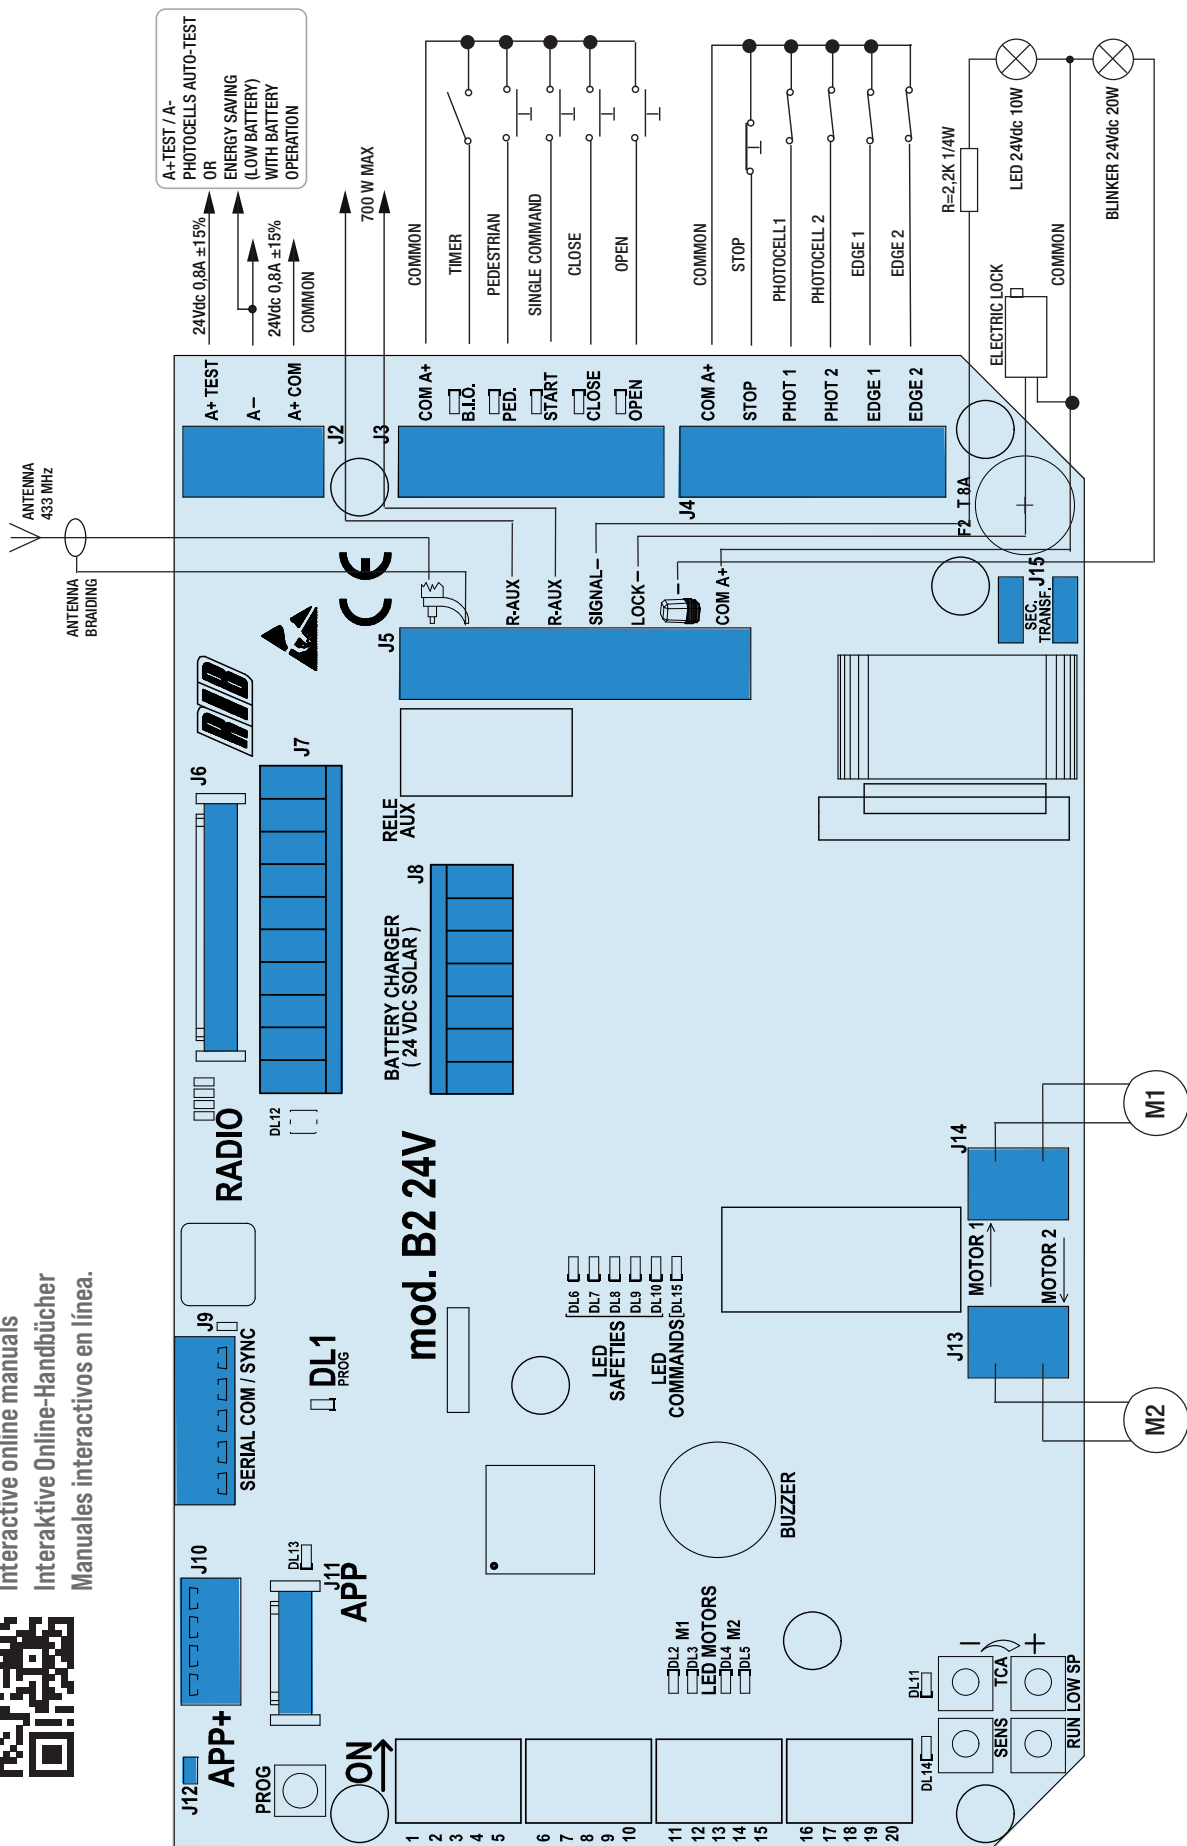 Interactive online manuals
Interaktive Online-Handbücher
Manuales interactivos en línea.
A+TEST / A-
PHOTOCELLS AUTO-TEST
OR
ENERGY SAVING
(LOW BATTERY)
WITH BATTERY
OPERATION
24Vdc 0,8A ±15%
24Vdc 0,8A ±15%
COMMON
700 W MAX
COMMON
TIMER
PEDESTRIAN
SINGLE COMMAND
CLOSE
OPEN
COMMON
STOP
PHOTOCELL1
PHOTOCELL 2
EDGE 1
EDGE 2
R=2,2K 1/4W
LED 24Vdc 10W
BLINKER 24Vdc 20W
ELECTRIC LOCK
COMMON
ANTENNA
433 MHz
ANTENNA
BRAIDING
A+ TEST
A−
A+ COM
J2
J3
COM A+
B.I.O.
PED.
START
CLOSE
OPEN
J4
COM A+
STOP
PHOT 1
PHOT 2
EDGE 1
EDGE 2
F2 T 8A
CE
RIB
J5
R-AUX
R-AUX
SIGNAL−
LOCK−
−
COM A+
J15
SEC.
TRANSF.
J6
J7
RELE
AUX
J8
BATTERY CHARGER
( 24 VDC SOLAR )
RADIO
DL12
mod. B2 24V
J9
SERIAL COM / SYNC
DL1
PROG
DL6
DL7
DL8
DL9
DL10
DL15
LED
SAFETIES
LED
COMMANDS
J14
MOTOR 1
MOTOR 2
J13
M1
M2
BUZZER
J10
DL13
J11
APP
J12
APP+
PROG
ON
DL2
DL3
DL4
DL5
M1
LED MOTORS
M2
DL11
DL14
− +
TCA
LOW SP
SENS
RUN
1
2
3
4
5
6
7
8
9
10
11
12
13
14
15
16
17
18
19
20